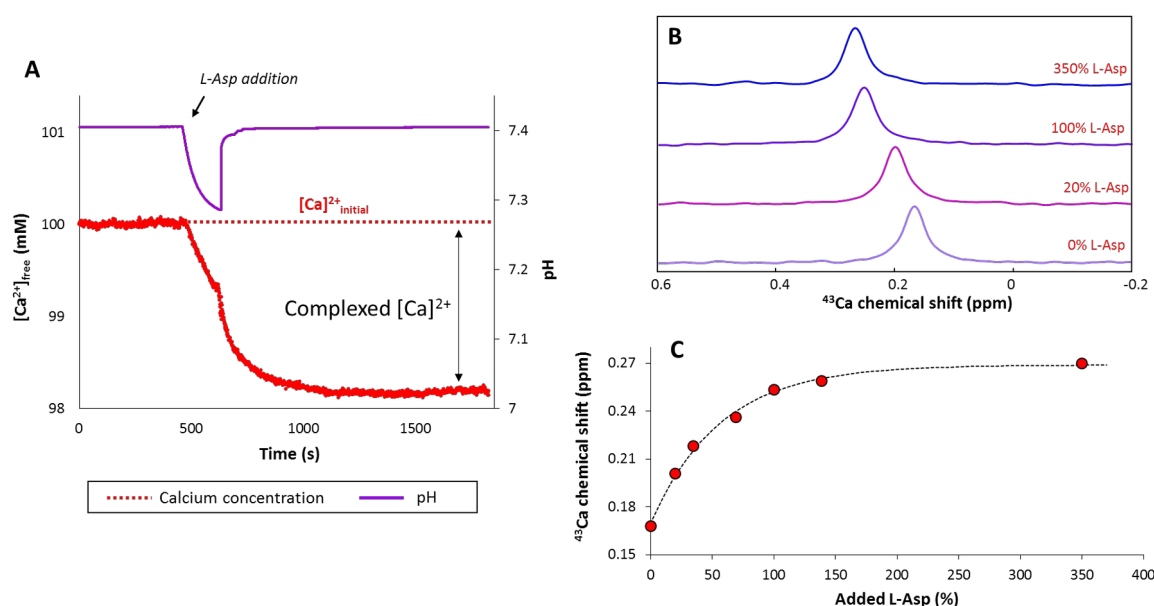 A
L-Asp addition
101
100
99
98
[Ca²⁺]free (mM)
[Ca]²⁺initial
Complexed [Ca]²⁺
7.4
7.3
7.2
7.1
7
pH
0
500
1000
1500
Time (s)
Calcium concentration
pH
B
350% L-Asp
100% L-Asp
20% L-Asp
0% L-Asp
0.6
0.4
0.2
0
-0.2
⁴³Ca chemical shift (ppm)
C
0.27
0.24
0.21
0.18
0.15
⁴³Ca chemical shift (ppm)
0
50
100
150
200
250
300
350
400
Added L-Asp (%)